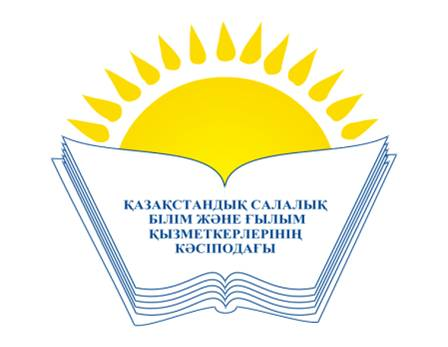 ҚАЗАҚСТАНДЫҚ САЛАЛЫҚ
БІЛІМ ЖӘНЕ ҒЫЛЫМ
ҚЫЗМЕТКЕРЛЕРІНІҢ
КӘСІПОДАҒЫ